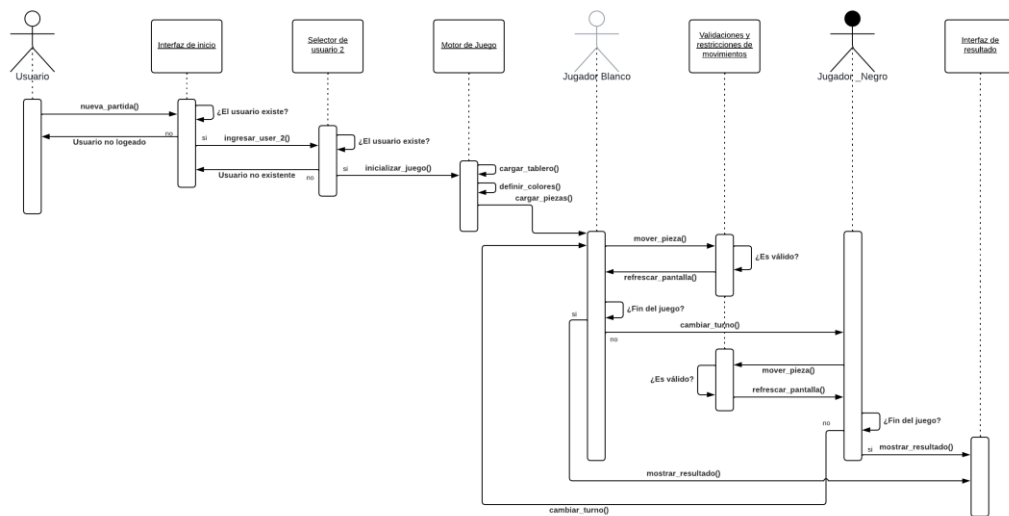 Usuario
Interfaz de inicio
Selector de
usuario 2
Motor de Juego
Jugador Blanco
Validaciones y
restricciones de
movimientos
Jugador _Negro
Interfaz de
resultado
nueva_partida()
¿El usuario existe?
no
Usuario no logeado
si
ingresar_user_2()
¿El usuario existe?
Usuario no existente
no
si
inicializar_juego()
cargar_tablero()
definir_colores()
cargar_piezas()
mover_pieza()
¿Es válido?
refrescar_pantalla()
¿Fin del juego?
si
no
cambiar_turno()
mover_pieza()
¿Es válido?
refrescar_pantalla()
¿Fin del juego?
no
si
mostrar_resultado()
mostrar_resultado()
cambiar_turno()